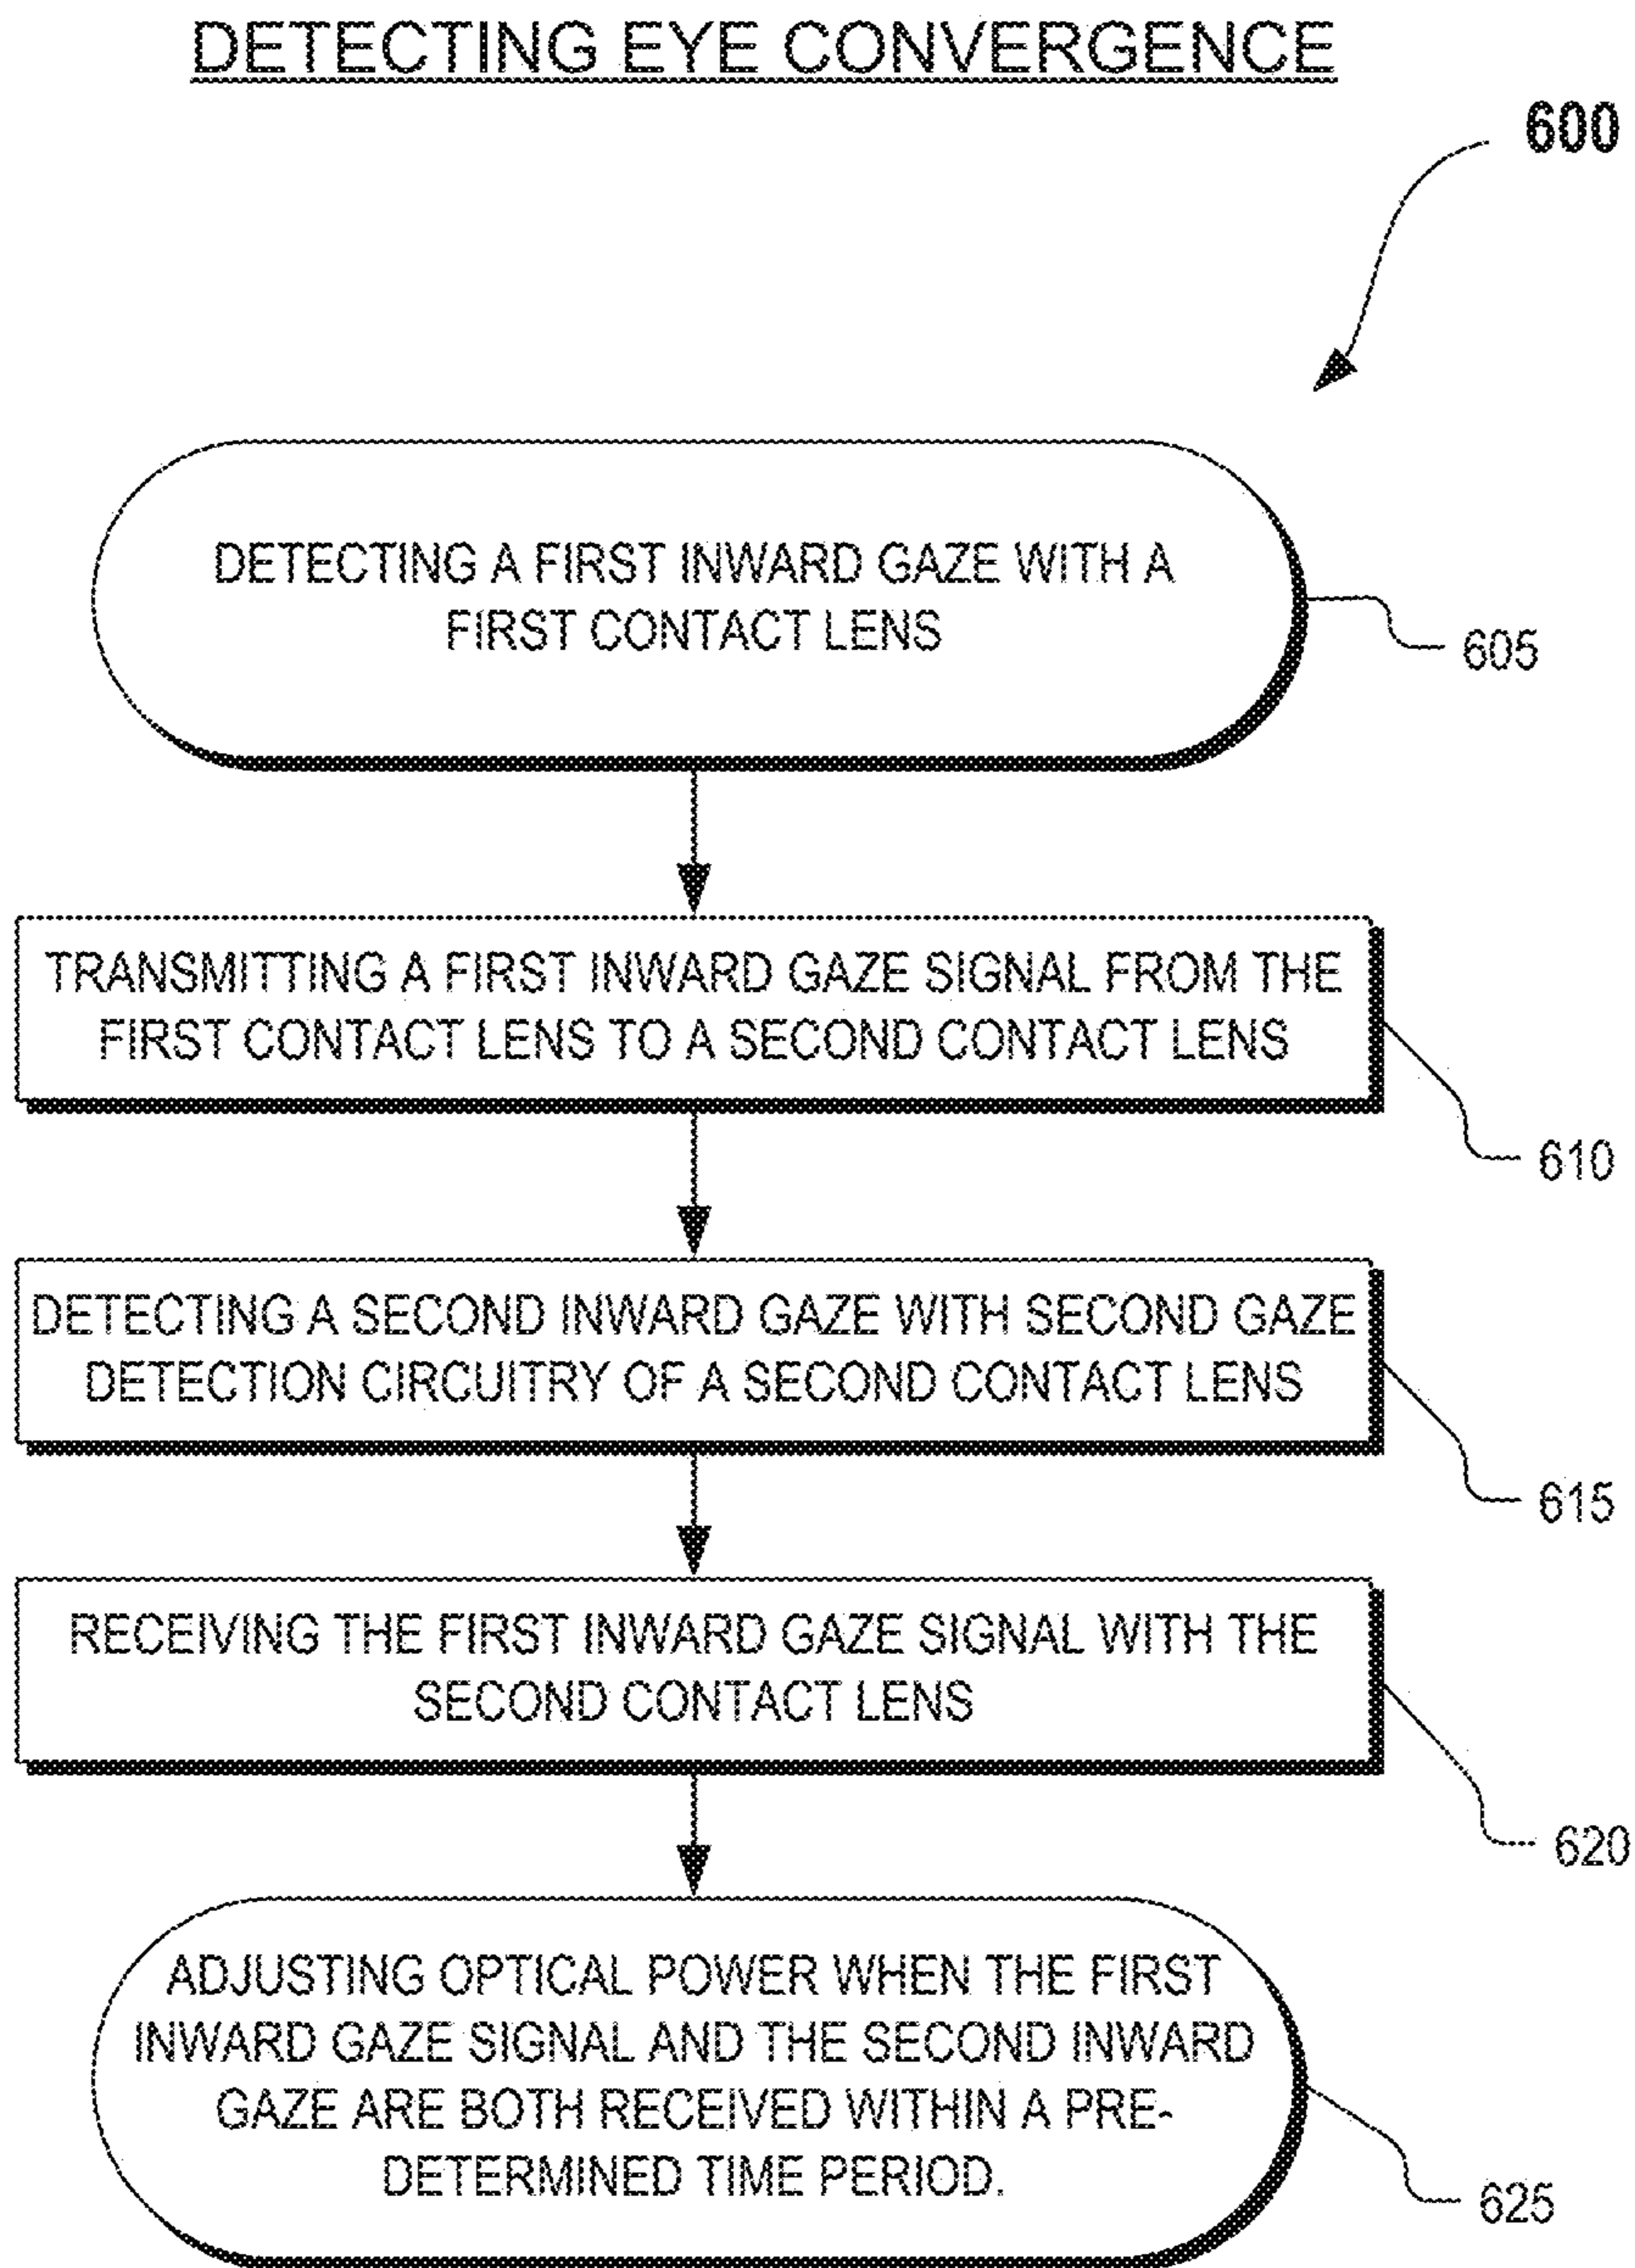 DETECTING EYE CONVERGENCE
600
DETECTING A FIRST INWARD GAZE WITH A
FIRST CONTACT LENS
605
TRANSMITTING A FIRST INWARD GAZE SIGNAL FROM THE
FIRST CONTACT LENS TO A SECOND CONTACT LENS
610
DETECTING A SECOND INWARD GAZE WITH SECOND GAZE
DETECTION CIRCUITRY OF A SECOND CONTACT LENS
615
RECEIVING THE FIRST INWARD GAZE SIGNAL WITH THE
SECOND CONTACT LENS
620
ADJUSTING OPTICAL POWER WHEN THE FIRST
INWARD GAZE SIGNAL AND THE SECOND INWARD
GAZE ARE BOTH RECEIVED WITHIN A PRE-
DETERMINED TIME PERIOD.
625